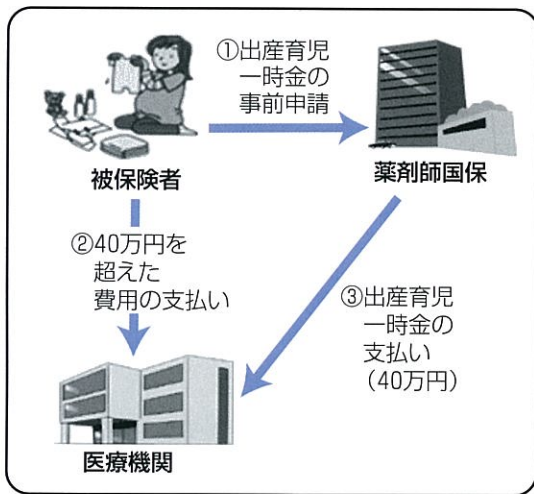 ①出産育児
一時金の
事前申請
被保険者
薬剤師国保
②40万円を
超えた
費用の支払い
③出産育児
一時金の
支払い
（40万円）
医療機関